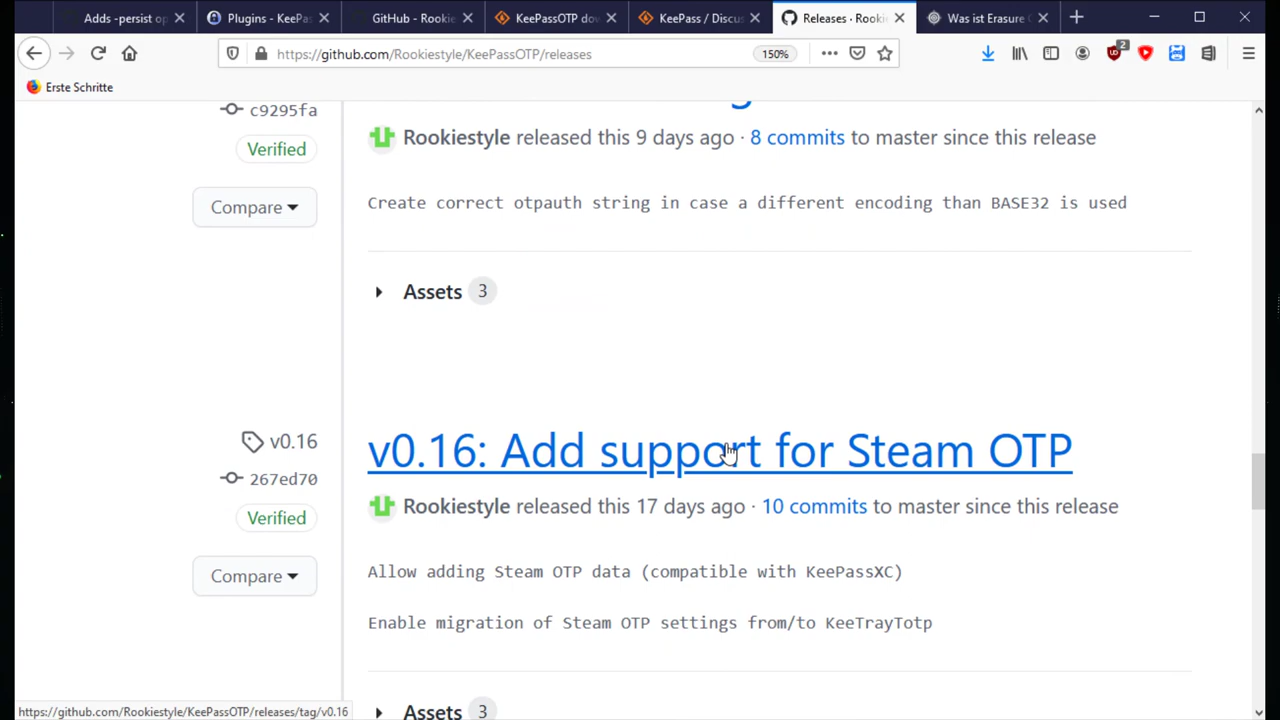 Adds -persist op
Plugins - KeePas
GitHub - Rookie
KeePassOTP dov
KeePass / Discus
Releases · Rooki
Was ist Erasure C
https://github.com/Rookiestyle/KeePassOTP/releases
150%
2
Erste Schritte
c9295fa
Verified
Compare
Rookiestyle released this 9 days ago · 8 commits to master since this release
Create correct otpauth string in case a different encoding than BASE32 is used
Assets 3
v0.16
267ed70
Verified
Compare
v0.16: Add support for Steam OTP
Rookiestyle released this 17 days ago · 10 commits to master since this release
Allow adding Steam OTP data (compatible with KeePassXC)
Enable migration of Steam OTP settings from/to KeeTrayTotp
Assets 3
https://github.com/Rookiestyle/KeePassOTP/releases/tag/v0.16